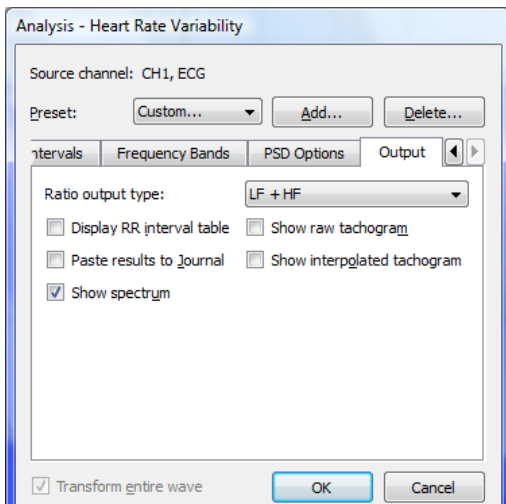 Analysis - Heart Rate Variability
Source channel: CH1, ECG
Preset: Custom... Add... Delete...
ntervals Frequency Bands PSD Options Output
Ratio output type: LF + HF
Display RR interval table Show raw tachogram
Paste results to Journal Show interpolated tachogram
Show spectrum
Transform entire wave OK Cancel